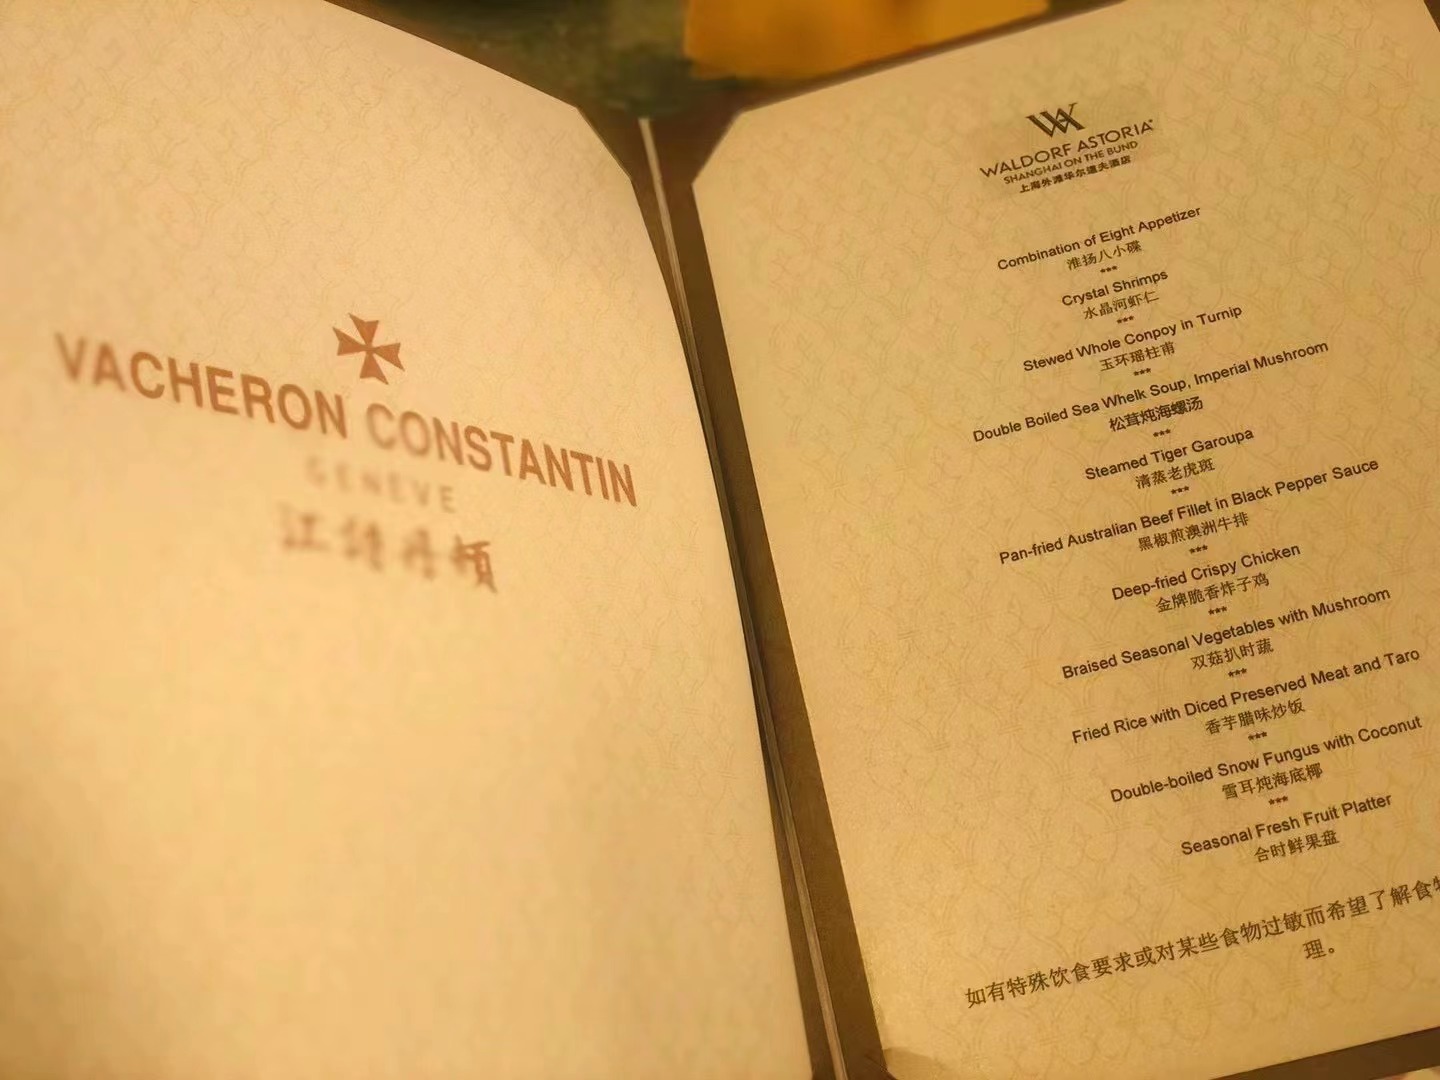 VACHERON CONSTANTIN
GENEVE
江诗丹顿
WA
WALDORF ASTORIA
SHANGHAI ON THE BUND
上海外滩华尔道夫酒店
Combination of Eight Appetizer
淮扬八小碟
***
Crystal Shrimps
水晶河虾仁
***
Stewed Whole Conpoy in Turnip
玉环瑶柱甫
***
Double Boiled Sea Whelk Soup, Imperial Mushroom
松茸炖海螺汤
***
Steamed Tiger Garoupa
清蒸老虎斑
***
Pan-fried Australian Beef Fillet in Black Pepper Sauce
黑椒煎澳洲牛排
***
Deep-fried Crispy Chicken
金牌脆香炸子鸡
***
Braised Seasonal Vegetables with Mushroom
双菇扒时蔬
***
Fried Rice with Diced Preserved Meat and Taro
香芋腊味炒饭
***
Double-boiled Snow Fungus with Coconut
雪耳炖海底椰
***
Seasonal Fresh Fruit Platter
合时鲜果盘
如有特殊饮食要求或对某些食物过敏而希望了解食
理。